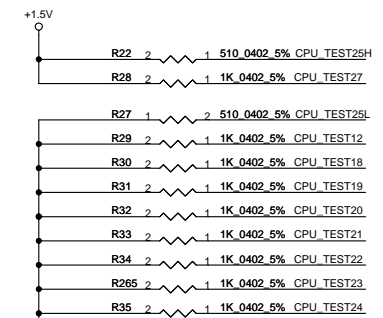 +1.5V
R22 2 1 510_0402_5% CPU_TEST25H
R28 2 1 1K_0402_5% CPU_TEST27
R27 1 2 510_0402_5% CPU_TEST25L
R29 2 1 1K_0402_5% CPU_TEST12
R30 2 1 1K_0402_5% CPU_TEST18
R31 2 1 1K_0402_5% CPU_TEST19
R32 2 1 1K_0402_5% CPU_TEST20
R33 2 1 1K_0402_5% CPU_TEST21
R34 2 1 1K_0402_5% CPU_TEST22
R265 2 1 1K_0402_5% CPU_TEST23
R35 2 1 1K_0402_5% CPU_TEST24